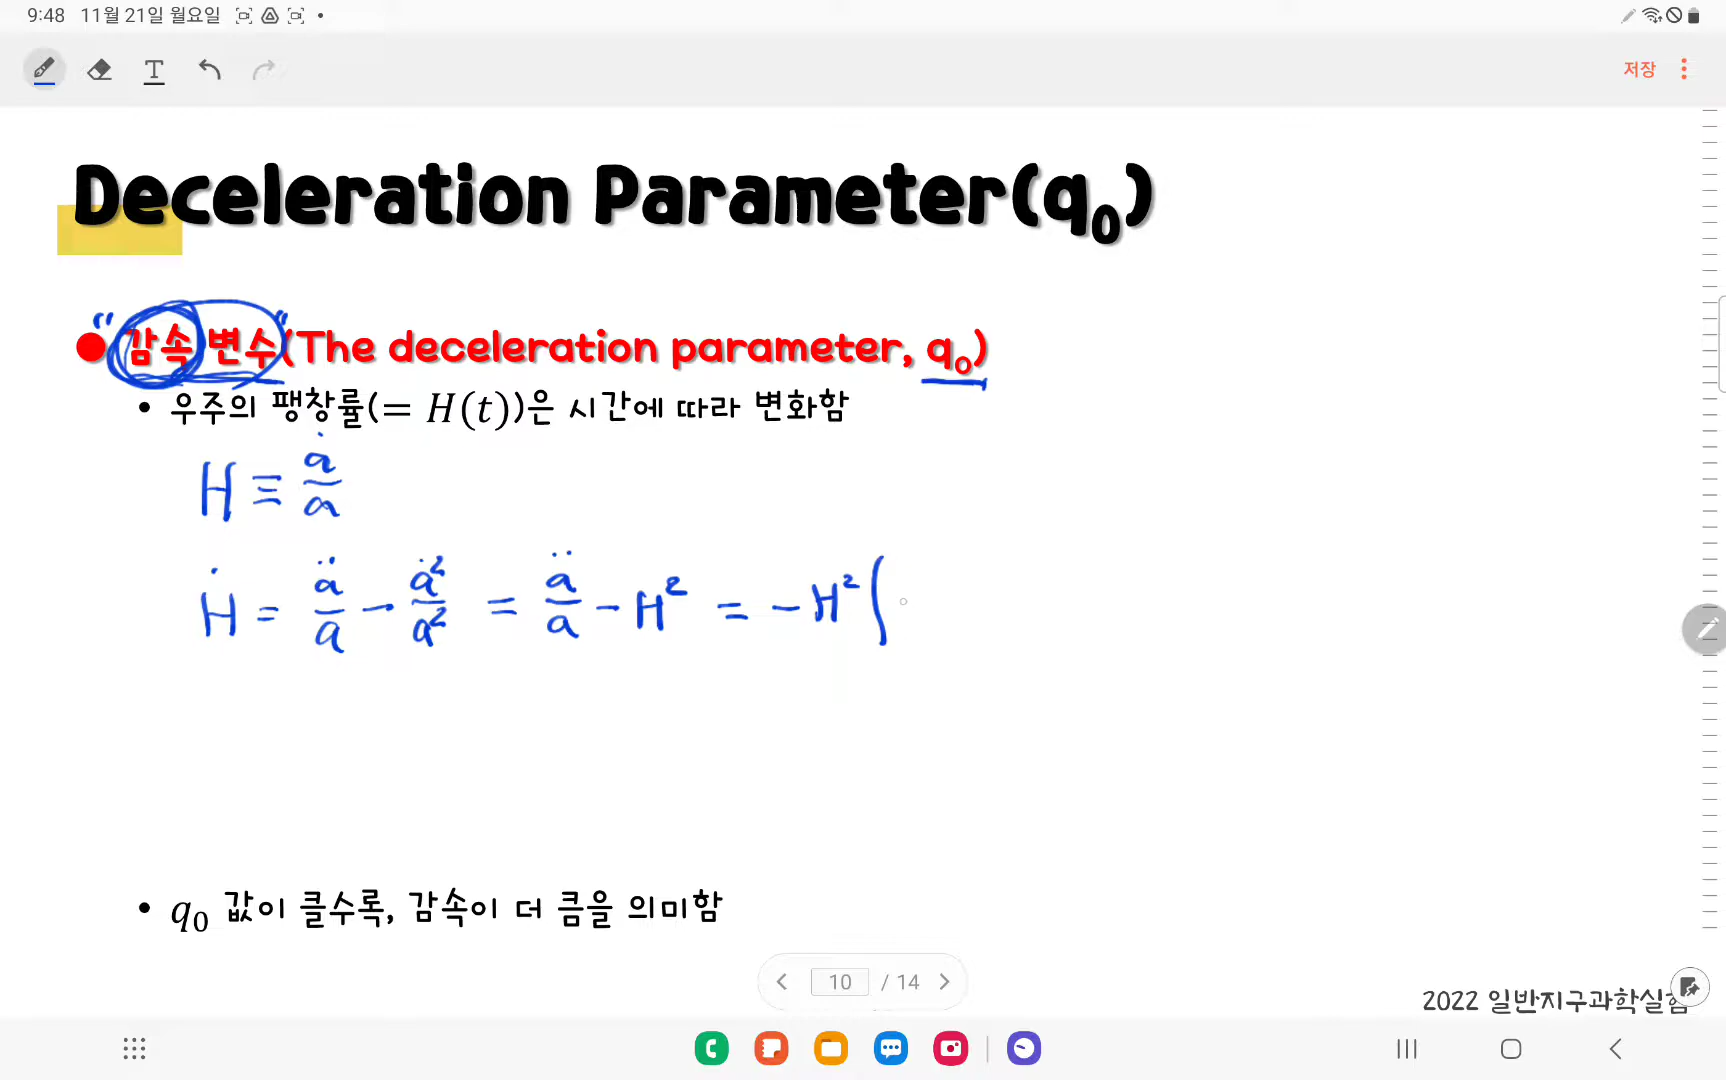 9:48 11월 21일 월요일
T
저장
Deceleration Parameter(q₀)
"감속 변수"(The deceleration parameter, q₀)
• 우주의 팽창률(= H(t))은 시간에 따라 변화함
H ≡ ȧ/a
Ḣ = ä/a − ȧ²/a² = ä/a − H² = −H² (
• q₀ 값이 클수록, 감속이 더 큼을 의미함
10 / 14
2022 일반지구과학실험